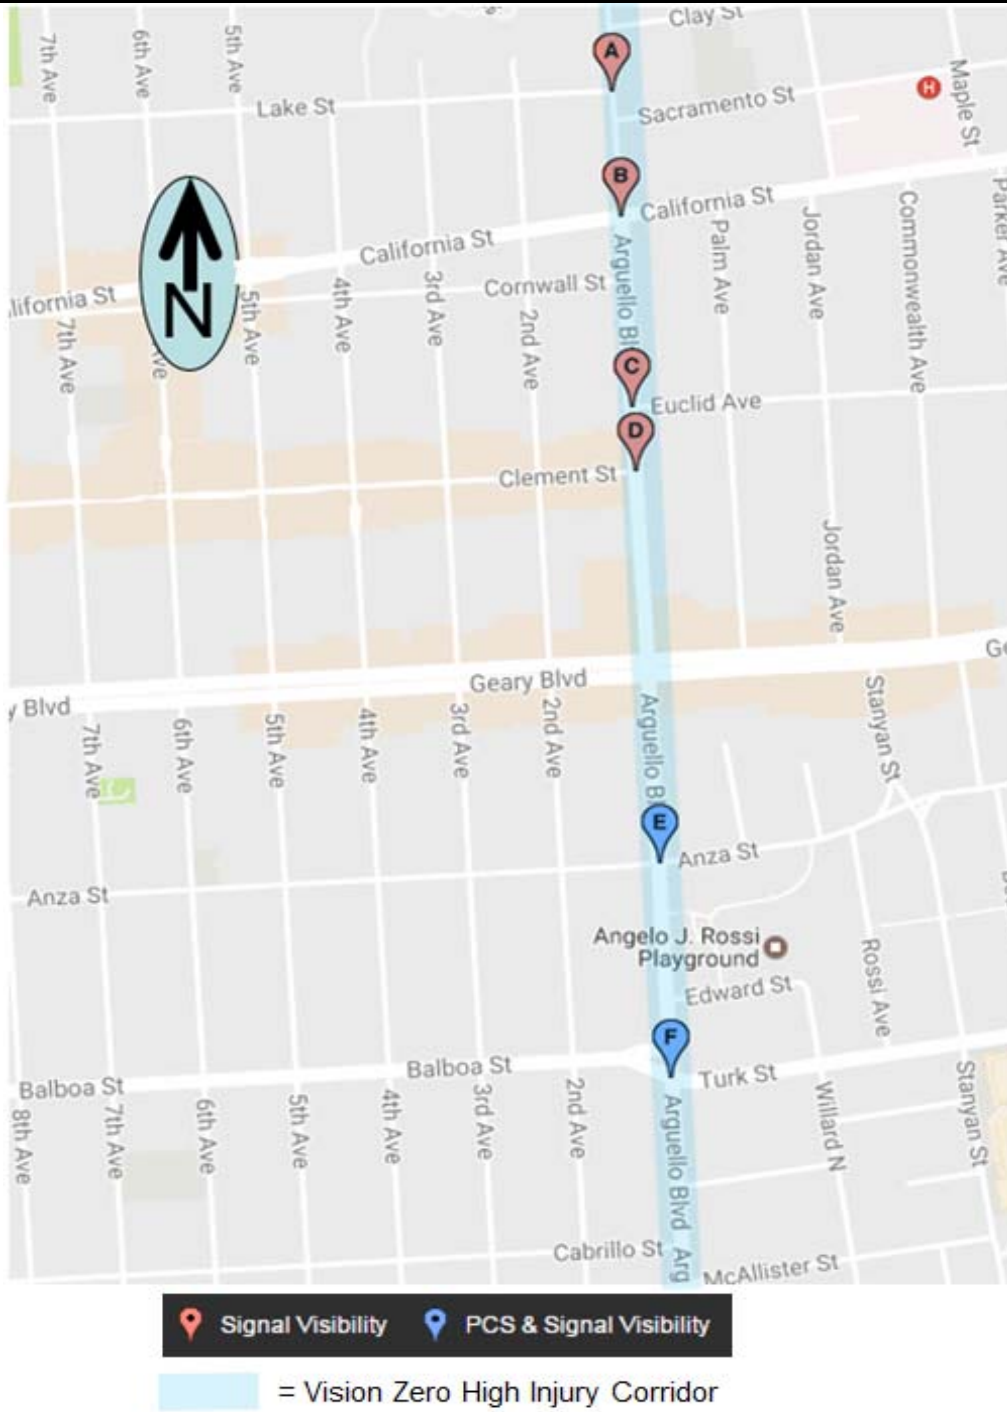 Clay St
7th Ave
6th Ave
5th Ave
A
Maple St
H
Lake St
Sacramento St
B
California St
California St
Parker Ave
N
Arguello Bl
Palm Ave
Jordan Ave
Commonwealth Ave
lifornia St
Cornwall St
5th Ave
4th Ave
3rd Ave
2nd Ave
7th Ave
Ave
C
Euclid Ave
D
Clement St
Jordan Ave
Geary Blvd
Ge
y Blvd
7th Ave
6th Ave
5th Ave
4th Ave
3rd Ave
2nd Ave
Arguello B
Stanyan St
E
Anza St
Anza St
Angelo J. Rossi
Playground
Rossi Ave
Edward St
F
Balboa St
Balboa St
Turk St
8th Ave
7th Ave
6th Ave
5th Ave
4th Ave
3rd Ave
2nd Ave
Arguello Blvd
Willard N
Stanyan St
Cabrillo St
Arg
McAllister St
Signal Visibility
PCS & Signal Visibility
= Vision Zero High Injury Corridor